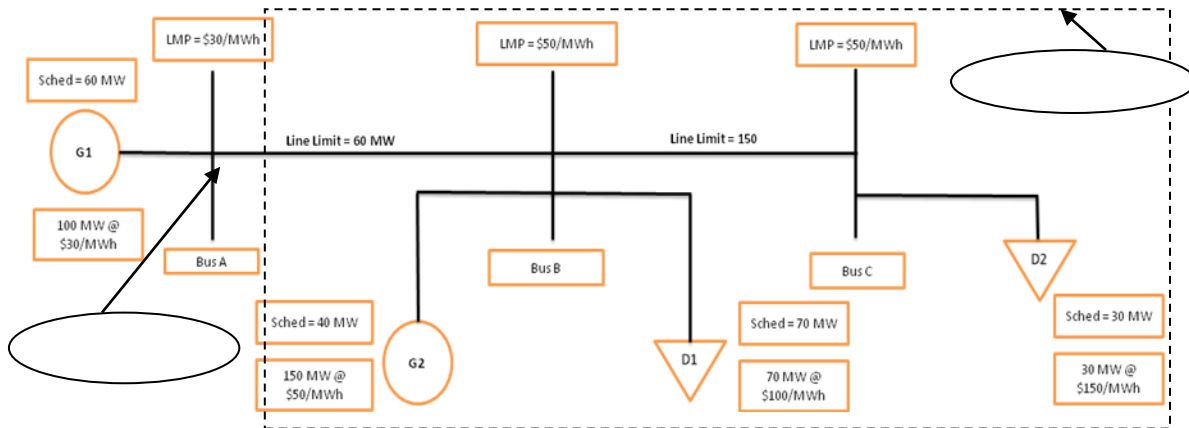 LMP = $30/MWh
LMP = $50/MWh
LMP = $50/MWh
Sched = 60 MW
Line Limit = 60 MW
Line Limit = 150
G1
100 MW @
$30/MWh
Bus A
Bus B
Bus C
D2
Sched = 40 MW
Sched = 70 MW
Sched = 30 MW
G2
D1
150 MW @
$50/MWh
70 MW @
$100/MWh
30 MW @
$150/MWh